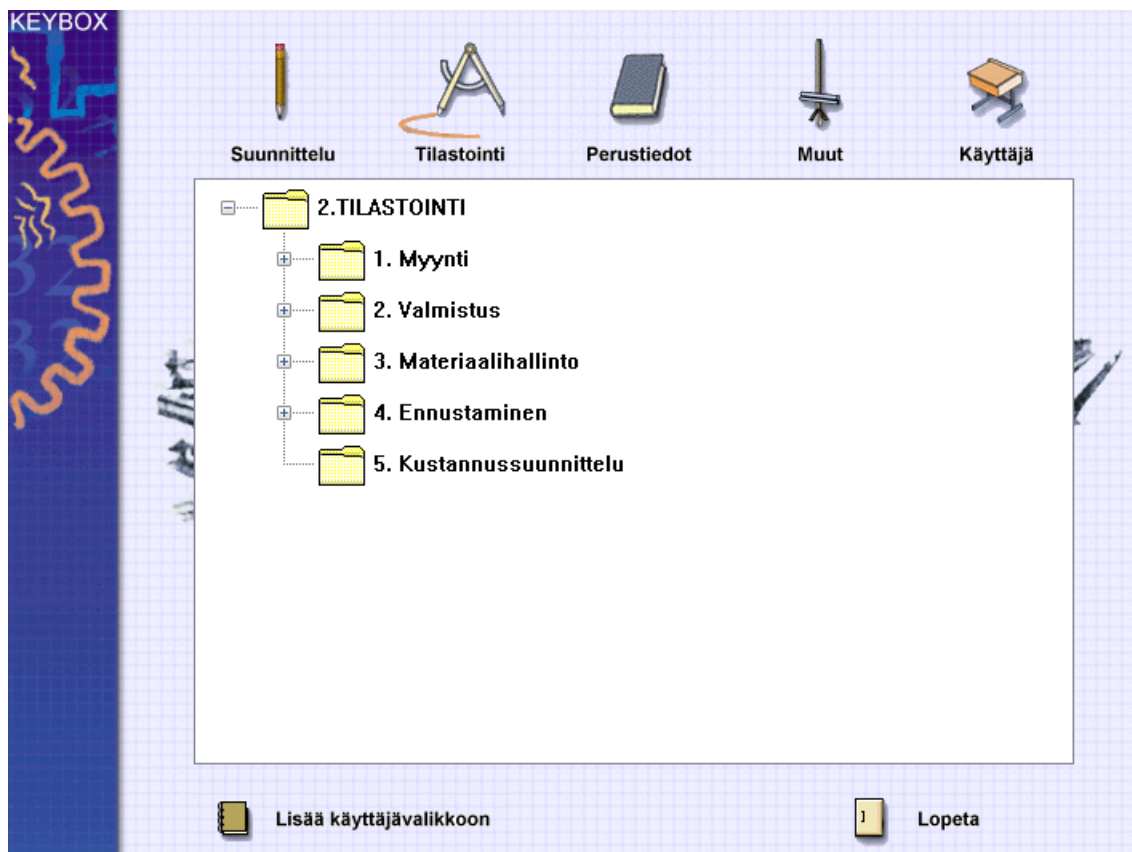 KEYBOX
Suunnittelu Tilastointi Perustiedot Muut Käyttäjä
2.TILASTOINTI
1. Myynti
2. Valmistus
3. Materiaalihallinto
4. Ennustaminen
5. Kustannussuunnittelu
Lisää käyttäjävalikkoon Lopeta